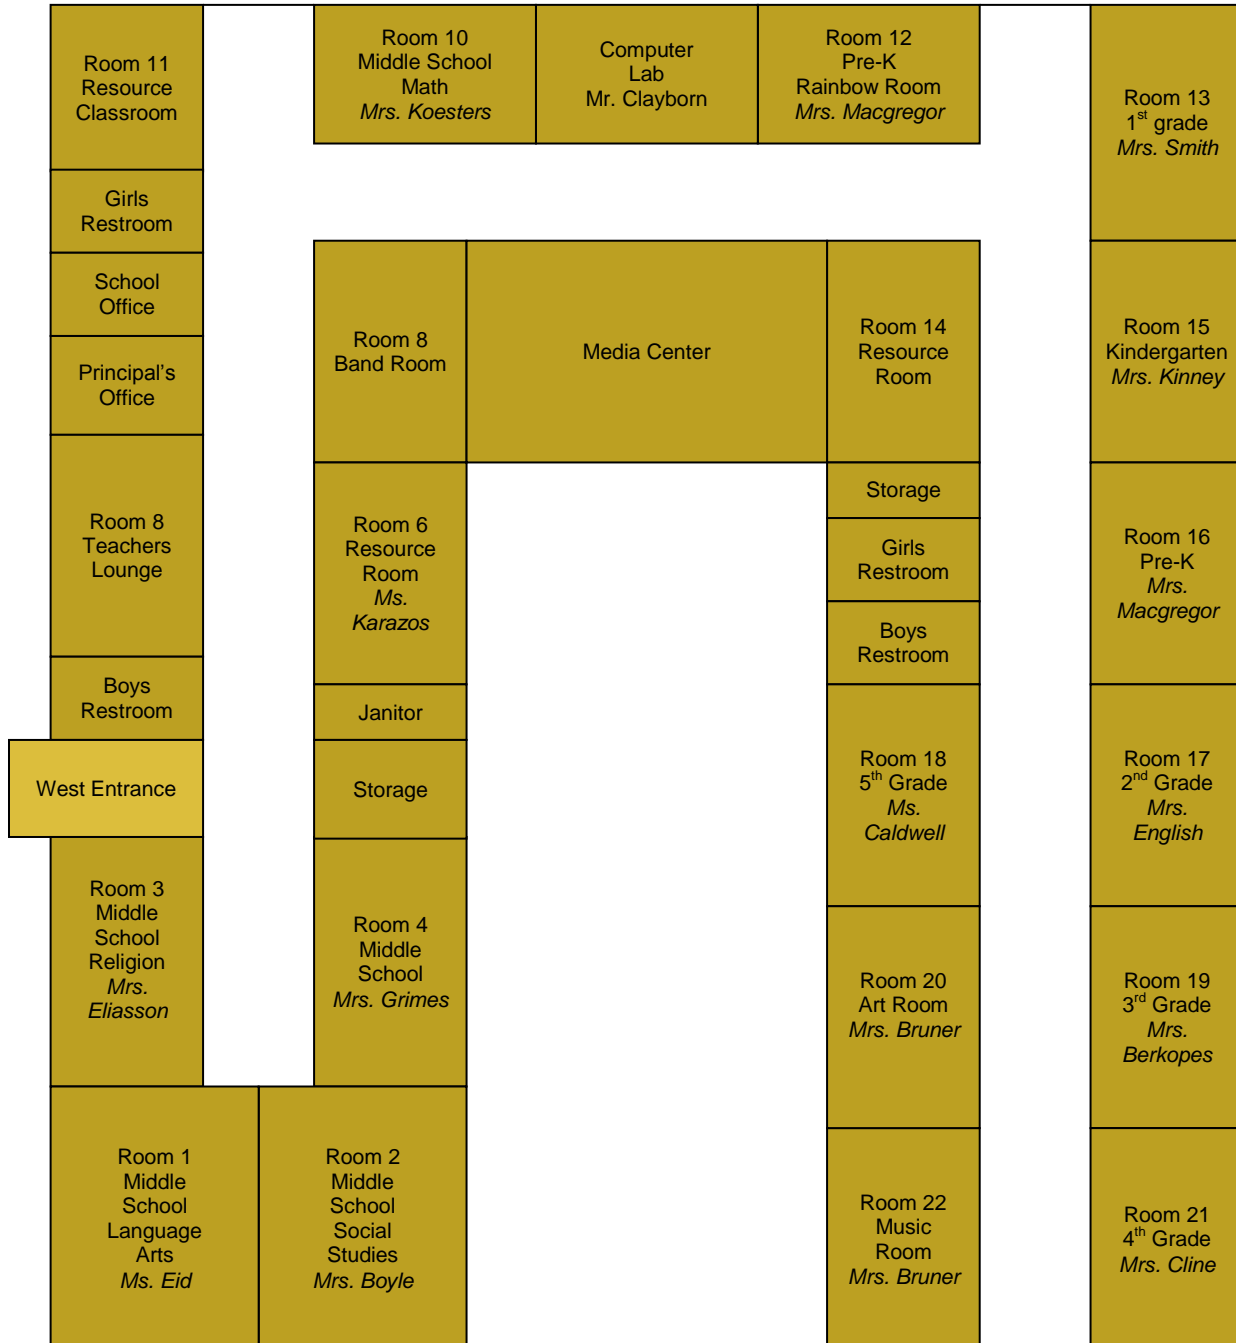 Room 11
Resource
Classroom
Room 10
Middle School
Math
Mrs. Koesters
Computer
Lab
Mr. Clayborn
Room 12
Pre-K
Rainbow Room
Mrs. Macgregor
Room 13
1st grade
Mrs. Smith
Girls
Restroom
School
Office
Principal's
Office
Room 8
Band Room
Media Center
Room 14
Resource
Room
Room 15
Kindergarten
Mrs. Kinney
Room 8
Teachers
Lounge
Room 6
Resource
Room
Ms.
Karazos
Storage
Girls
Restroom
Boys
Restroom
Room 16
Pre-K
Mrs.
Macgregor
Boys
Restroom
Janitor
West Entrance
Storage
Room 18
5th Grade
Ms.
Caldwell
Room 17
2nd Grade
Mrs.
English
Room 3
Middle
School
Religion
Mrs.
Eliasson
Room 4
Middle
School
Mrs. Grimes
Room 20
Art Room
Mrs. Bruner
Room 19
3rd Grade
Mrs.
Berkopes
Room 1
Middle
School
Language
Arts
Ms. Eid
Room 2
Middle
School
Social
Studies
Mrs. Boyle
Room 22
Music
Room
Mrs. Bruner
Room 21
4th Grade
Mrs. Cline